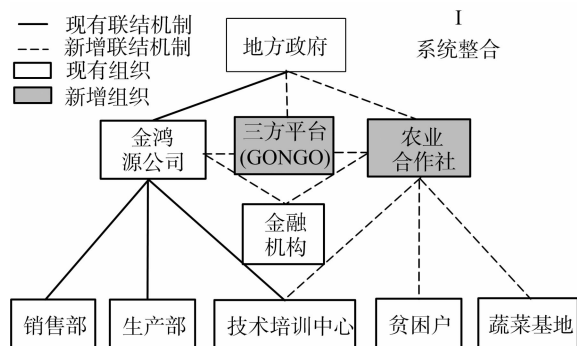 现有联结机制
新增联结机制
现有组织
新增组织
地方政府
I
系统整合
金鸿
源公司
三方平台
(GONGO)
农业
合作社
金融
机构
销售部
生产部
技术培训中心
贫困户
蔬菜基地